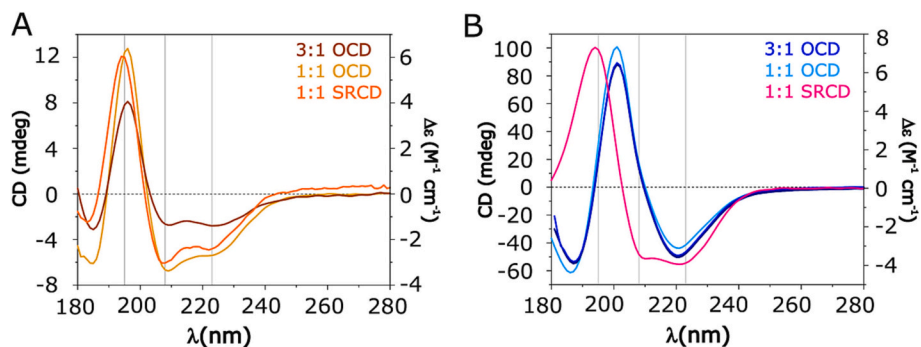 A
3:1 OCD
1:1 OCD
1:1 SRCD
CD (mdeg)
12
8
4
0
-4
-8
6
4
2
0
-2
-4
Δε (M⁻¹ cm⁻¹)
180 200 220 240 260 280
λ(nm)
B
3:1 OCD
1:1 OCD
1:1 SRCD
CD (mdeg)
100
80
60
40
20
0
-20
-40
-60
8
6
4
2
0
-2
-4
Δε (M⁻¹ cm⁻¹)
180 200 220 240 260 280
λ(nm)